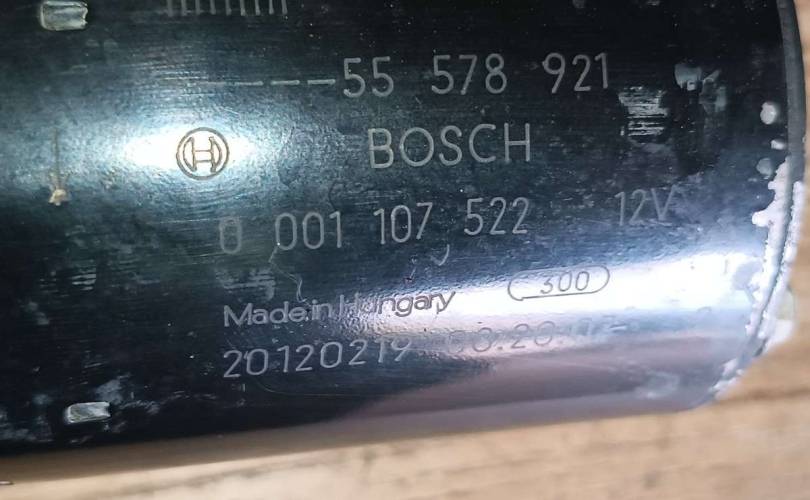 ----55 578 921
BOSCH
0 001 107 522 12V
Made in Hungary 300
20120219